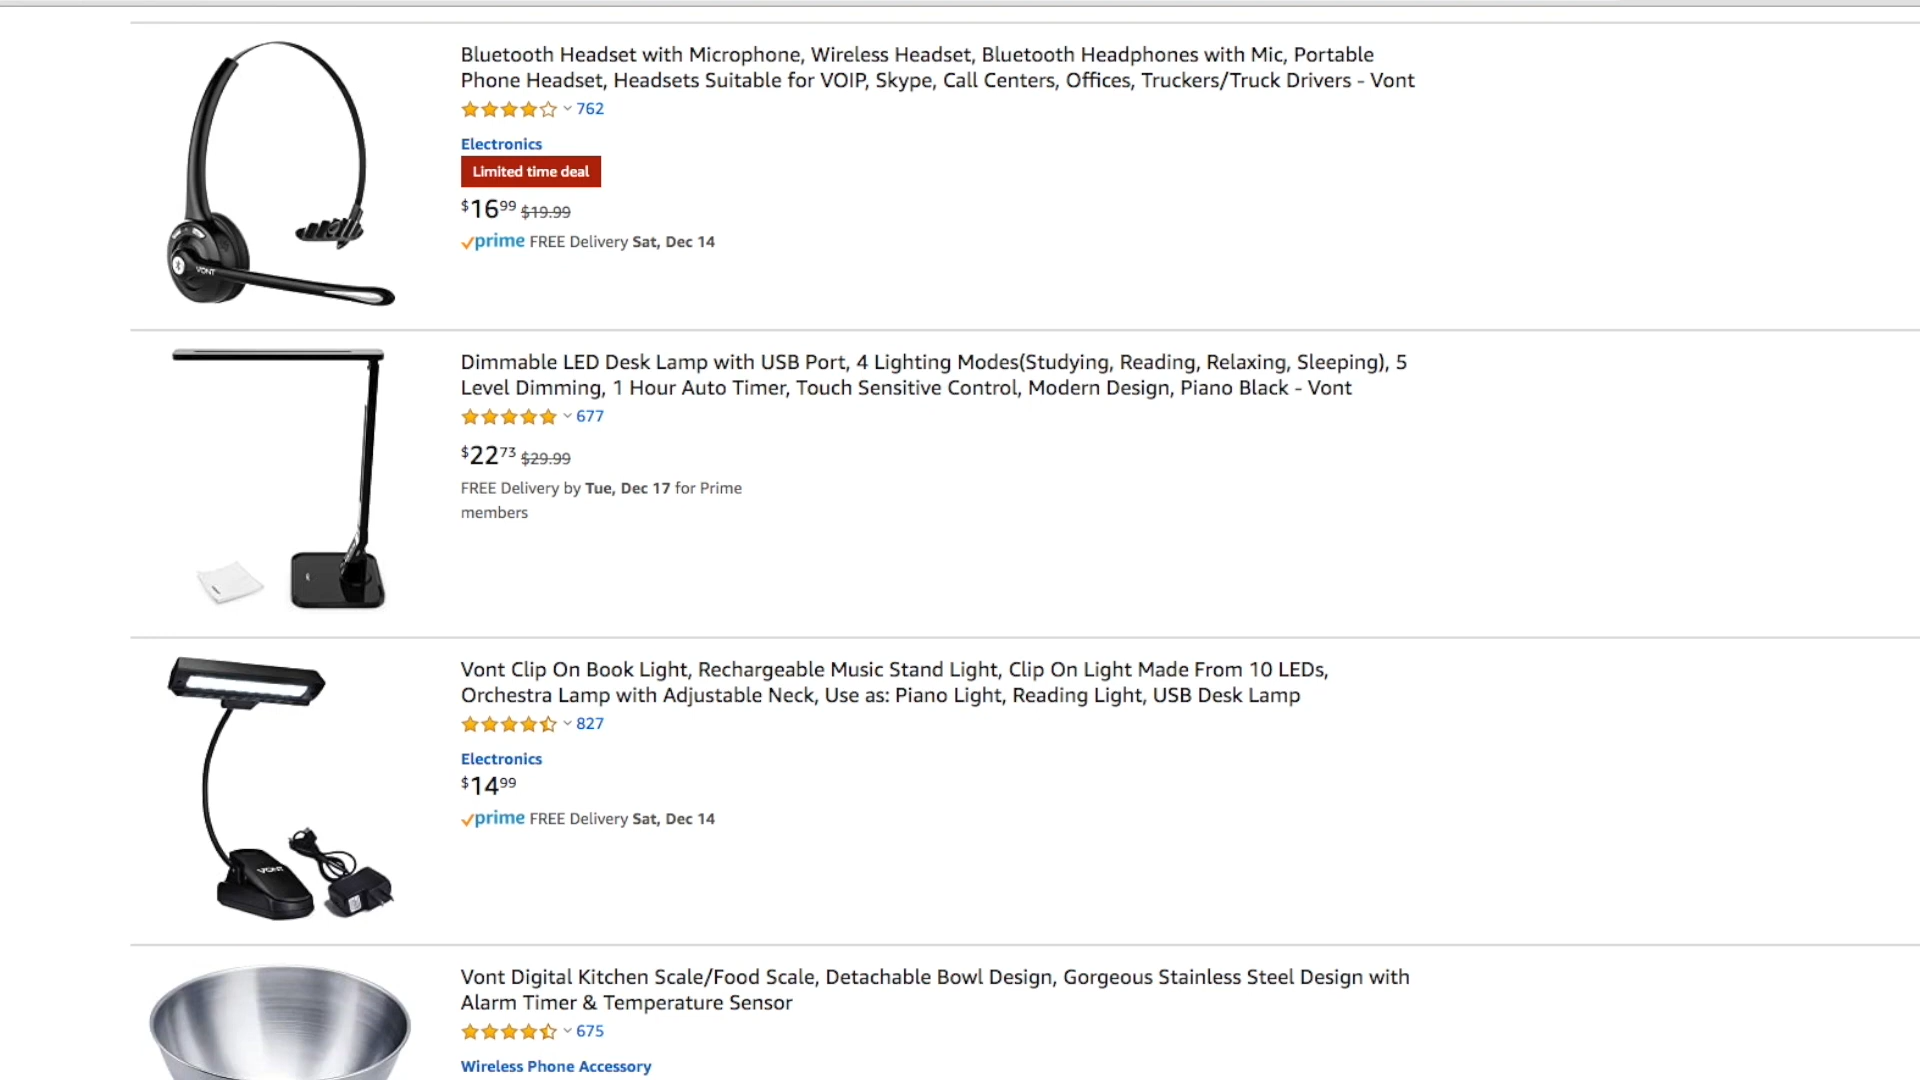 Bluetooth Headset with Microphone, Wireless Headset, Bluetooth Headphones with Mic, Portable
Phone Headset, Headsets Suitable for VOIP, Skype, Call Centers, Offices, Truckers/Truck Drivers - Vont
762
Electronics
Limited time deal
$16.99 $19.99
prime FREE Delivery Sat, Dec 14
VONT
Dimmable LED Desk Lamp with USB Port, 4 Lighting Modes(Studying, Reading, Relaxing, Sleeping), 5
Level Dimming, 1 Hour Auto Timer, Touch Sensitive Control, Modern Design, Piano Black - Vont
677
$22.73 $29.99
FREE Delivery by Tue, Dec 17 for Prime
members
Vont Clip On Book Light, Rechargeable Music Stand Light, Clip On Light Made From 10 LEDs,
Orchestra Lamp with Adjustable Neck, Use as: Piano Light, Reading Light, USB Desk Lamp
827
Electronics
$14.99
prime FREE Delivery Sat, Dec 14
VONT
Vont Digital Kitchen Scale/Food Scale, Detachable Bowl Design, Gorgeous Stainless Steel Design with
Alarm Timer & Temperature Sensor
675
Wireless Phone Accessory